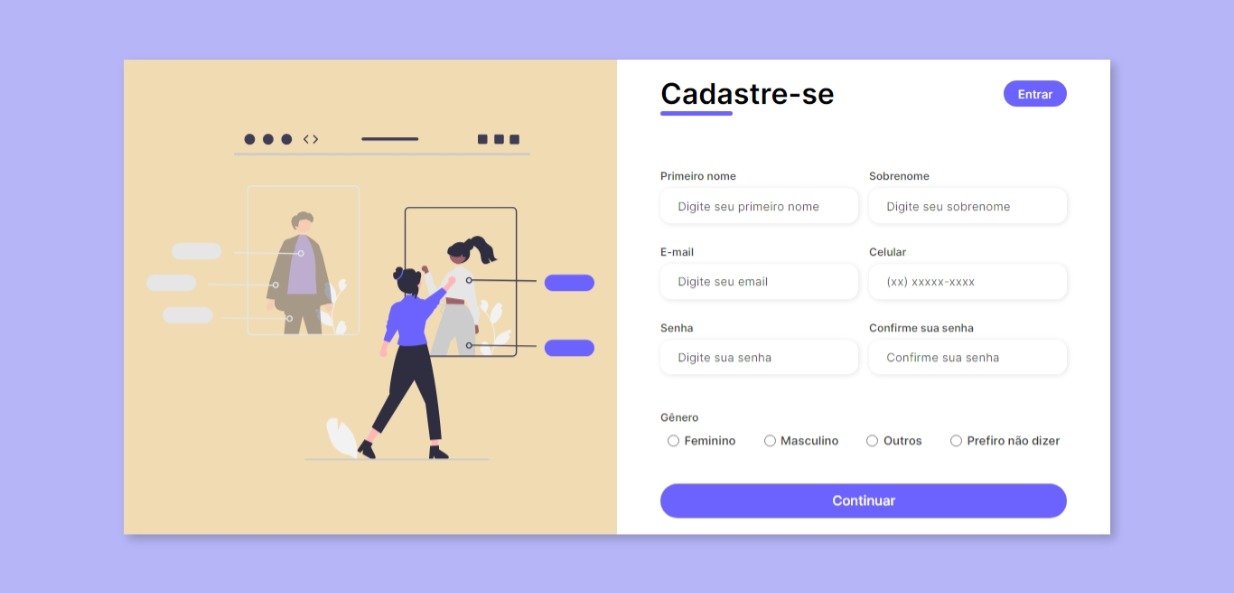 Cadastre-se
Entrar
Primeiro nome
Sobrenome
Digite seu primeiro nome
Digite seu sobrenome
E-mail
Celular
Digite seu email
(xx) xxxxx-xxxx
Senha
Confirme sua senha
Digite sua senha
Confirme sua senha
Gênero
Feminino
Masculino
Outros
Prefiro não dizer
Continuar